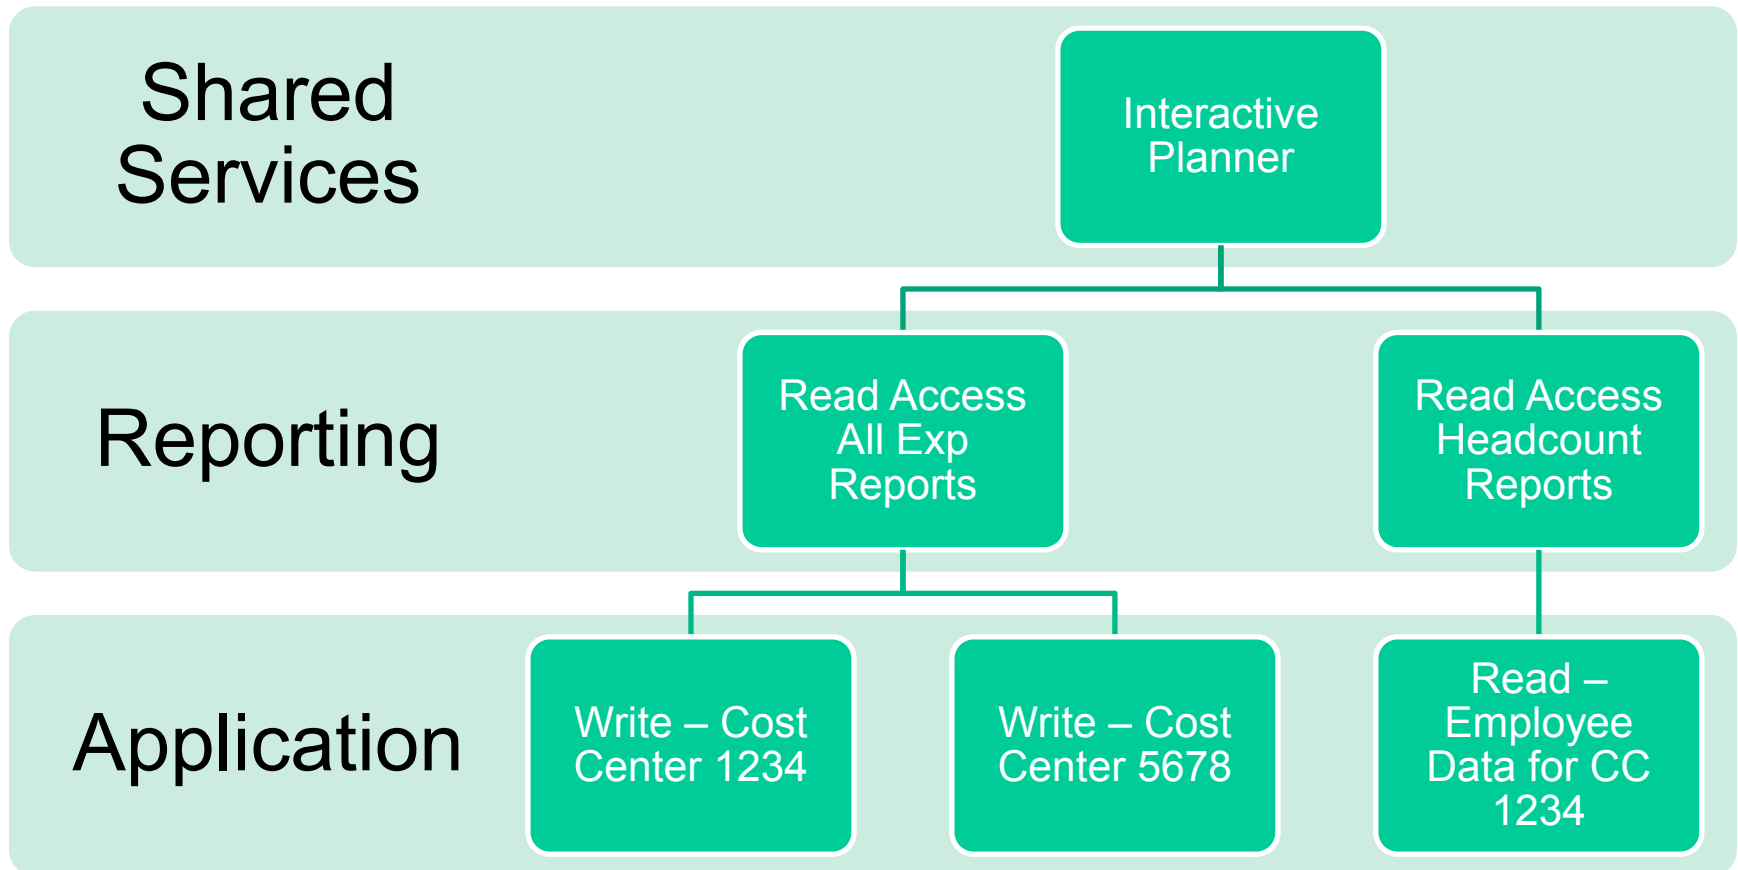 Shared
Services
Interactive
Planner
Reporting
Read Access
All Exp
Reports
Read Access
Headcount
Reports
Application
Write – Cost
Center 1234
Write – Cost
Center 5678
Read –
Employee
Data for CC
1234